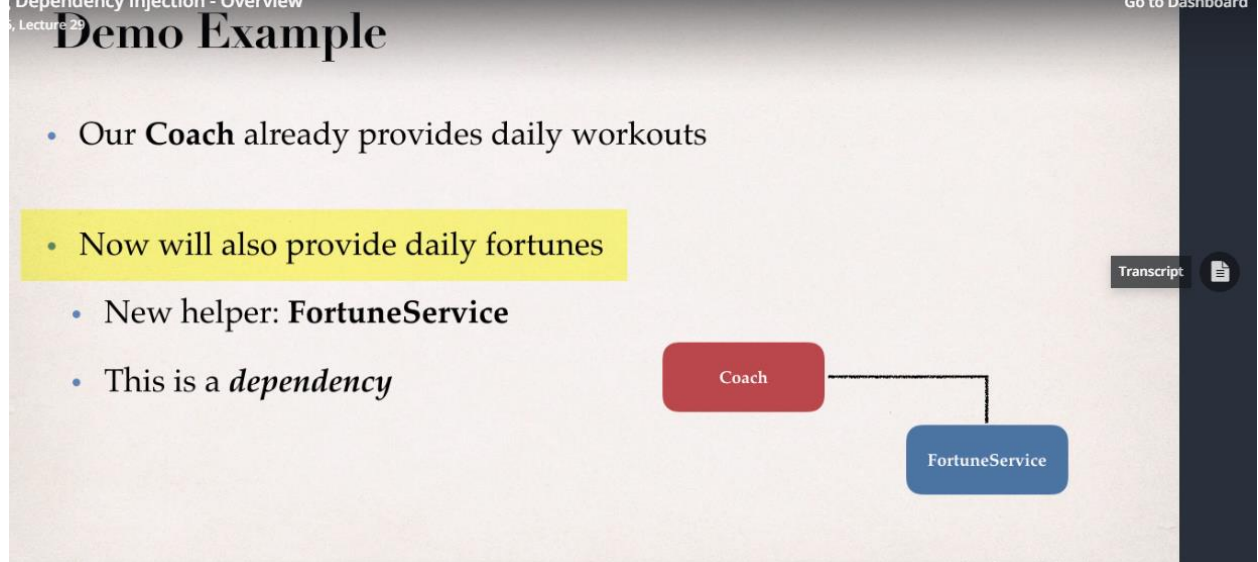 Dependency Injection - Overview
Go to Dashboard
, Lecture 29
Demo Example
• Our Coach already provides daily workouts
• Now will also provide daily fortunes
Transcript
• New helper: FortuneService
• This is a dependency
Coach
FortuneService